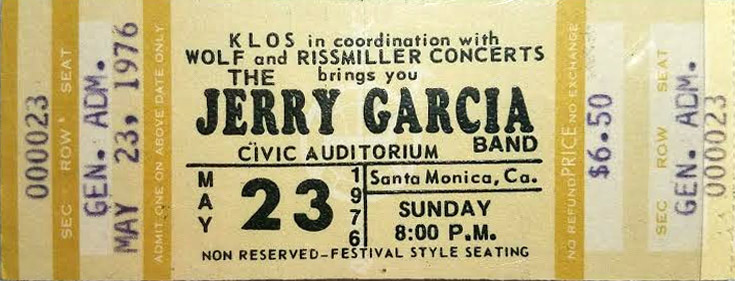 000023
SEC ROW SEAT
GEN. ADM.
MAY 23, 1976
ADMIT ONE ON ABOVE DATE ONLY
KLOS in coordination with
WOLF and RISSMILLER CONCERTS
THE brings you
JERRY GARCIA
BAND
CIVIC AUDITORIUM
MAY 23 1976
Santa Monica, Ca.
SUNDAY
8:00 P.M.
NON RESERVED-FESTIVAL STYLE SEATING
NO REFUND PRICE NO EXCHANGE
$6.50
SEC ROW SEAT
GEN. ADM.
000023